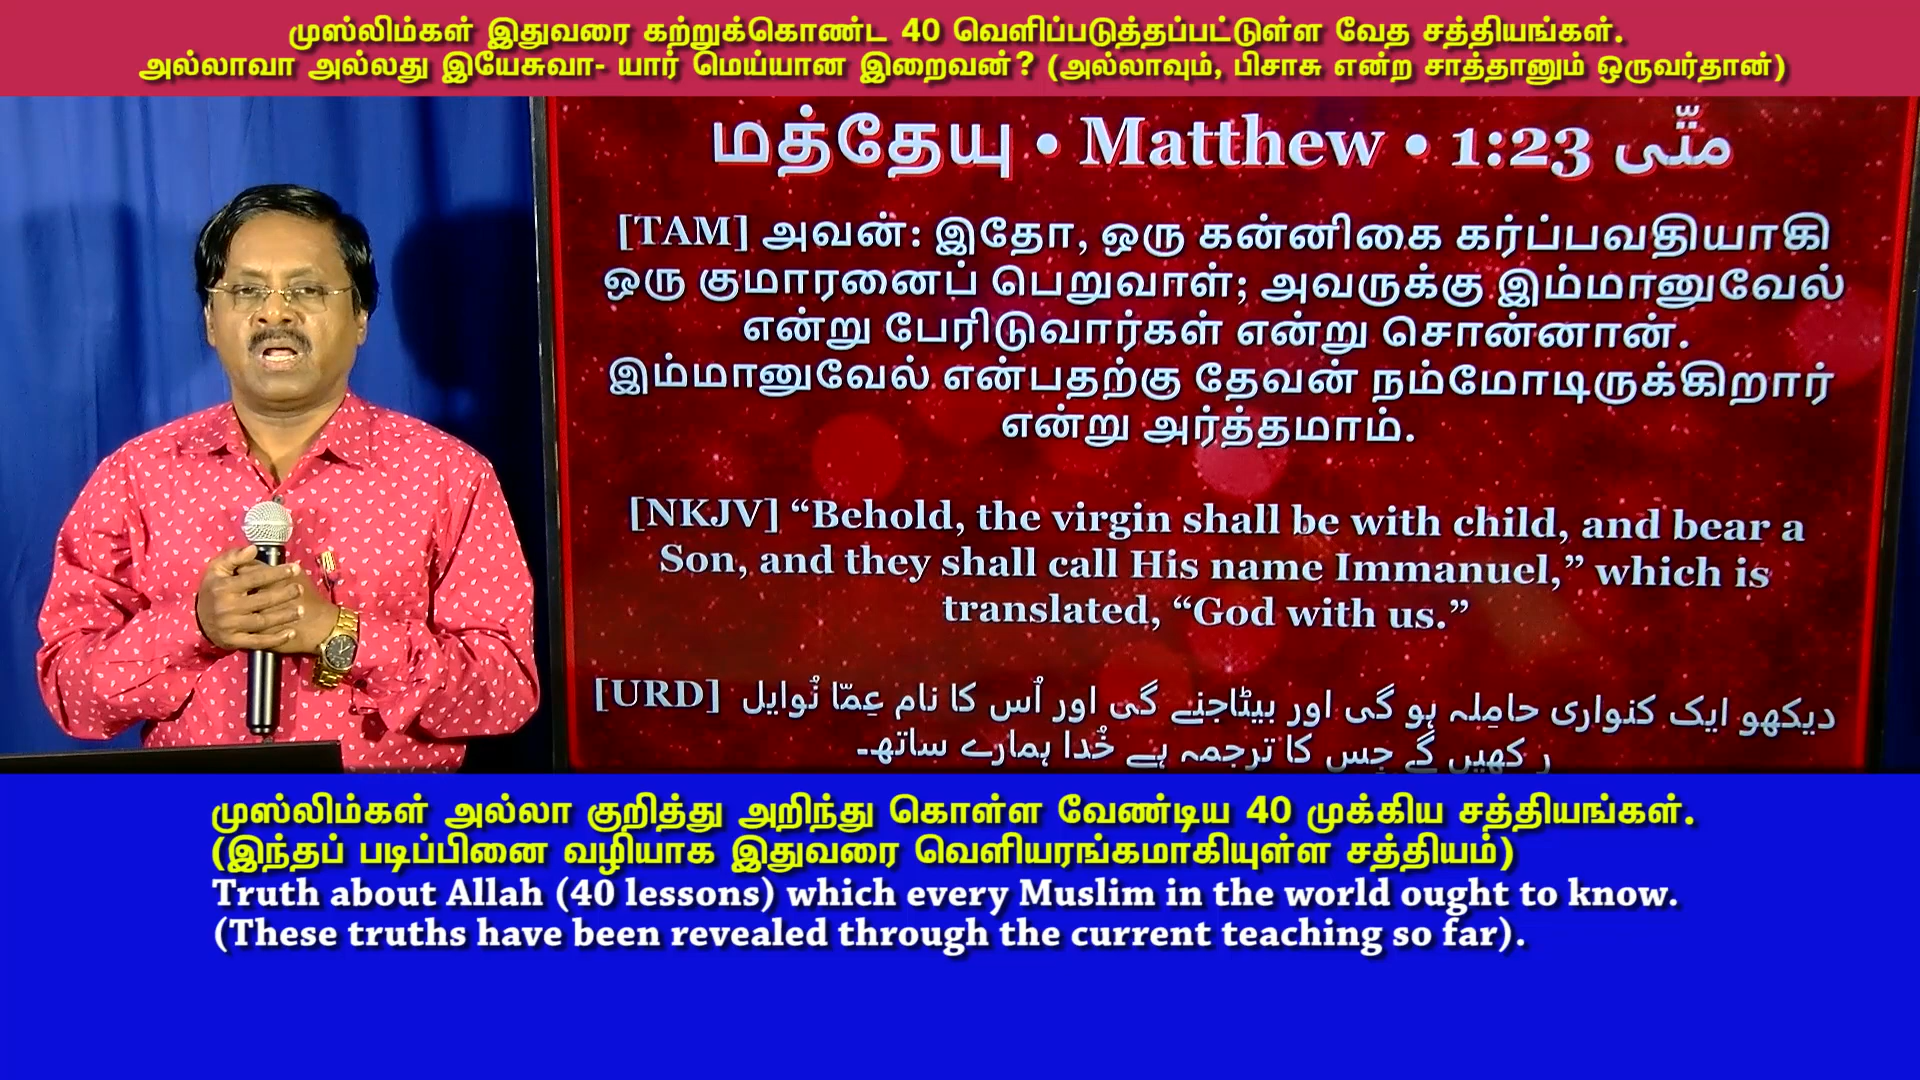 முஸ்லிம்கள் இதுவரை கற்றுக்கொண்ட 40 வெளிப்படுத்தப்பட்டுள்ள வேத சத்தியங்கள்.
அல்லாவா அல்லது இயேசுவா- யார் மெய்யான இறைவன்? (அல்லாவும், பிசாசு என்ற சாத்தானும் ஒருவர்தான்)
மத்தேயு • Matthew • 1:23 متّی
[TAM] அவன்: இதோ, ஒரு கன்னிகை கர்ப்பவதியாகி
ஒரு குமாரனைப் பெறுவாள்; அவருக்கு இம்மானுவேல்
என்று பேரிடுவார்கள் என்று சொன்னான்.
இம்மானுவேல் என்பதற்கு தேவன் நம்மோடிருக்கிறார்
என்று அர்த்தமாம்.
[NKJV] “Behold, the virgin shall be with child, and bear a
Son, and they shall call His name Immanuel,” which is
translated, “God with us.”
[URD] دیکھو ایک کنواری حامِلہ ہو گی اور بیٹاجنے گی اور اُس کا نام عِمّا نُوایل
ر کھیں گے جِس کا ترجمہ ہے خُدا ہمارے ساتھ۔
முஸ்லிம்கள் அல்லா குறித்து அறிந்து கொள்ள வேண்டிய 40 முக்கிய சத்தியங்கள்.
(இந்தப் படிப்பினை வழியாக இதுவரை வெளியரங்கமாகியுள்ள சத்தியம்)
Truth about Allah (40 lessons) which every Muslim in the world ought to know.
(These truths have been revealed through the current teaching so far).